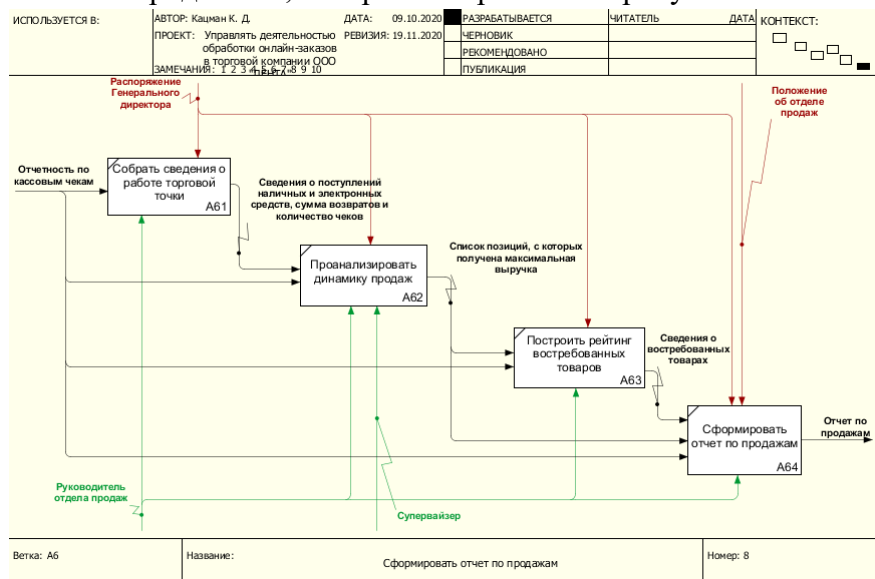 ИСПОЛЬЗУЕТСЯ В:
АВТОР: Кацман К. Д.
ДАТА: 09.10.2020
РАЗРАБАТЫВАЕТСЯ
ЧИТАТЕЛЬ
ДАТА
КОНТЕКСТ:
ПРОЕКТ: Управлять деятельностью
обработки онлайн-заказов
в торговой компании ООО
"ПЕНТА"
РЕВИЗИЯ: 19.11.2020
ЧЕРНОВИК
РЕКОМЕНДОВАНО
ЗАМЕЧАНИЯ: 1 2 3 4 5 6 7 8 9 10
ПУБЛИКАЦИЯ
Распоряжение
Генерального
директора
Положение
об отделе
продаж
Отчетность по
кассовым чекам
Собрать сведения о
работе торговой
точки
A61
Сведения о поступлений
наличных и электронных
средств, сумма возвратов и
количество чеков
Проанализировать
динамику продаж
A62
Список позиций, с которых
получена максимальная
выручка
Построить рейтинг
востребованных
товаров
A63
Сведения о
востребованных
товарах
Сформировать
отчет по продажам
A64
Отчет по
продажам
Руководитель
отдела продаж
Супервайзер
Ветка: A6
Название:
Сформировать отчет по продажам
Номер: 8